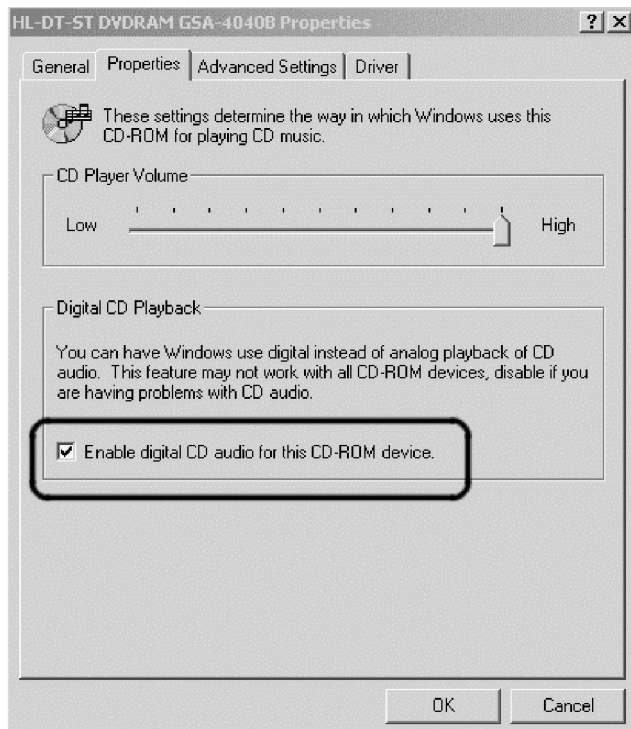 HL-DT-ST DVDRAM GSA-4040B Properties
General Properties Advanced Settings Driver
These settings determine the way in which Windows uses this
CD-ROM for playing CD music.
CD Player Volume
Low High
Digital CD Playback
You can have Windows use digital instead of analog playback of CD
audio. This feature may not work with all CD-ROM devices, disable if you
are having problems with CD audio.
Enable digital CD audio for this CD-ROM device.
OK Cancel